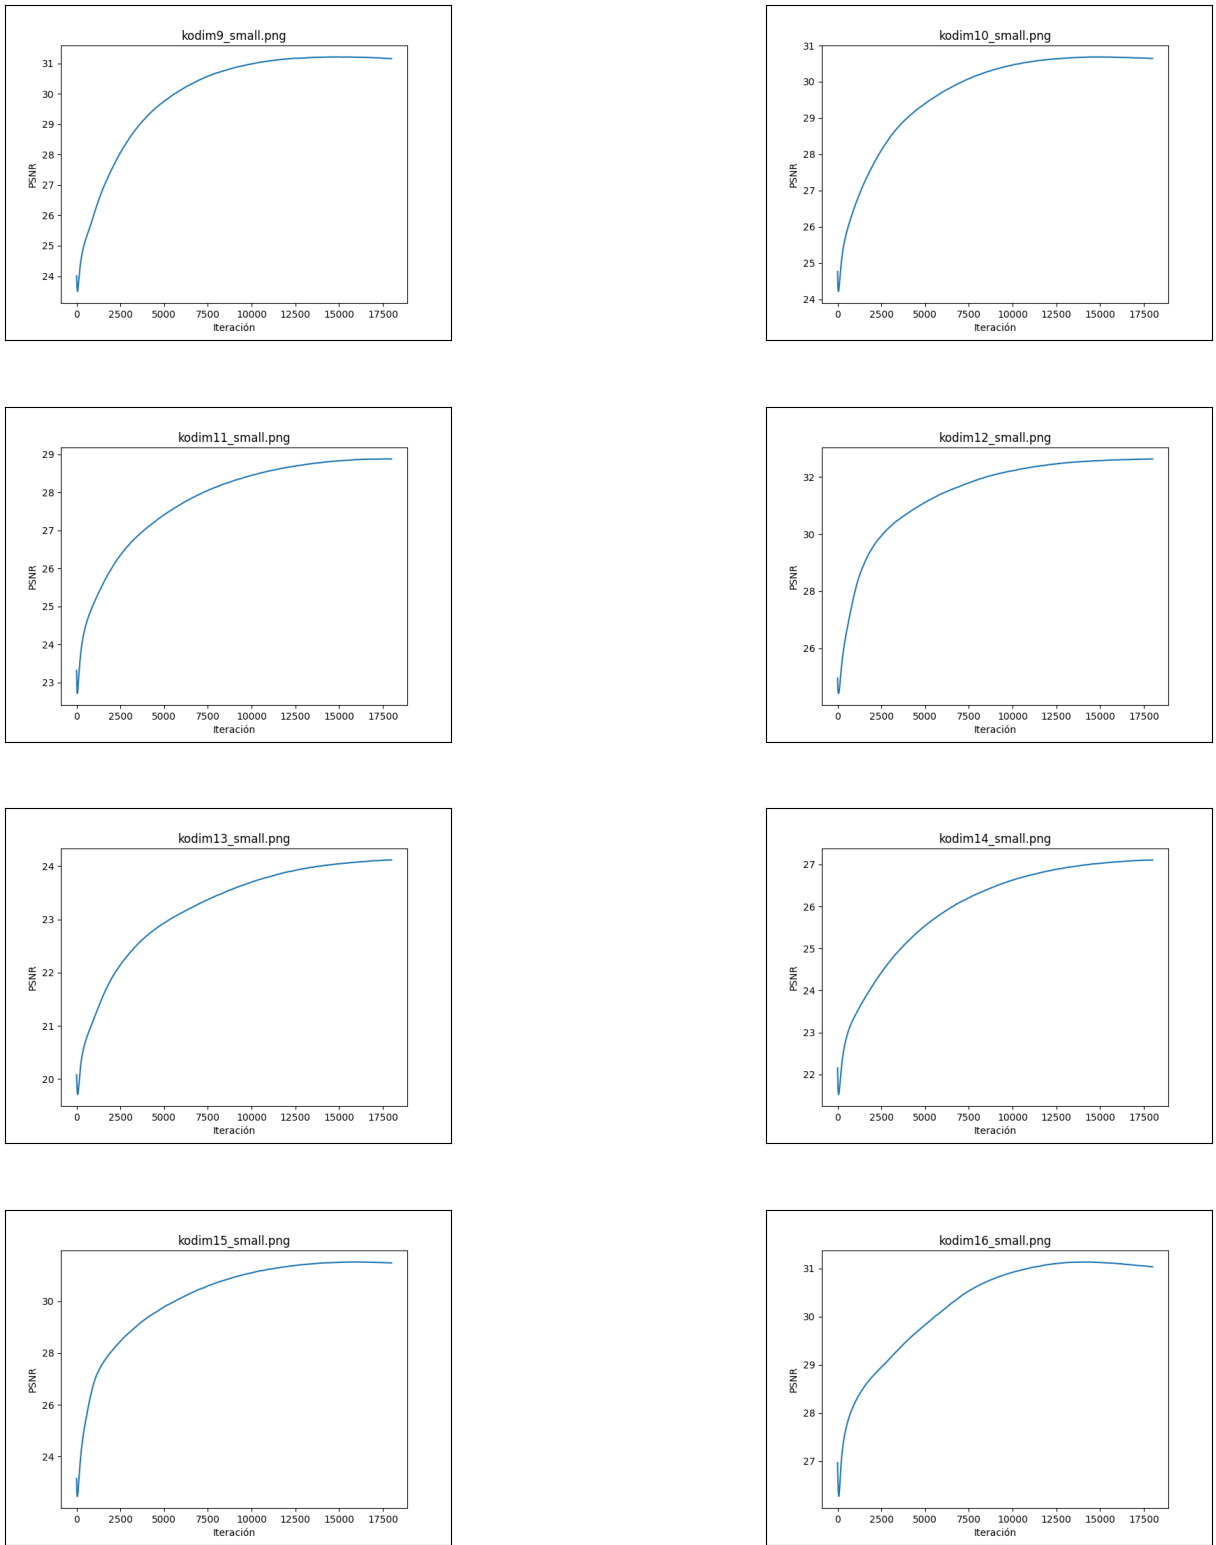 kodim9_small.png
31
30
29
28
27
26
25
24
PSNR
0 2500 5000 7500 10000 12500 15000 17500
Iteración
kodim10_small.png
31
30
29
28
27
26
25
24
PSNR
0 2500 5000 7500 10000 12500 15000 17500
Iteración
kodim11_small.png
29
28
27
26
25
24
23
PSNR
0 2500 5000 7500 10000 12500 15000 17500
Iteración
kodim12_small.png
32
30
28
26
PSNR
0 2500 5000 7500 10000 12500 15000 17500
Iteración
kodim13_small.png
24
23
22
21
20
PSNR
0 2500 5000 7500 10000 12500 15000 17500
Iteración
kodim14_small.png
27
26
25
24
23
22
PSNR
0 2500 5000 7500 10000 12500 15000 17500
Iteración
kodim15_small.png
30
28
26
24
PSNR
0 2500 5000 7500 10000 12500 15000 17500
Iteración
kodim16_small.png
31
30
29
28
27
PSNR
0 2500 5000 7500 10000 12500 15000 17500
Iteración